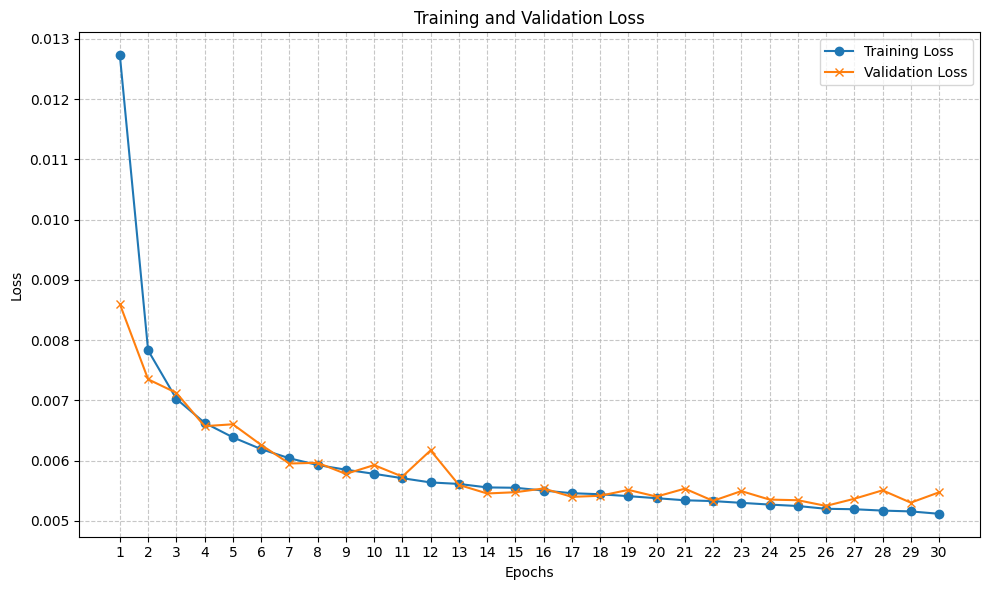 Training and Validation Loss
Training Loss
Validation Loss
0.013
0.012
0.011
0.010
0.009
0.008
0.007
0.006
0.005
Loss
1 2 3 4 5 6 7 8 9 10 11 12 13 14 15 16 17 18 19 20 21 22 23 24 25 26 27 28 29 30
Epochs